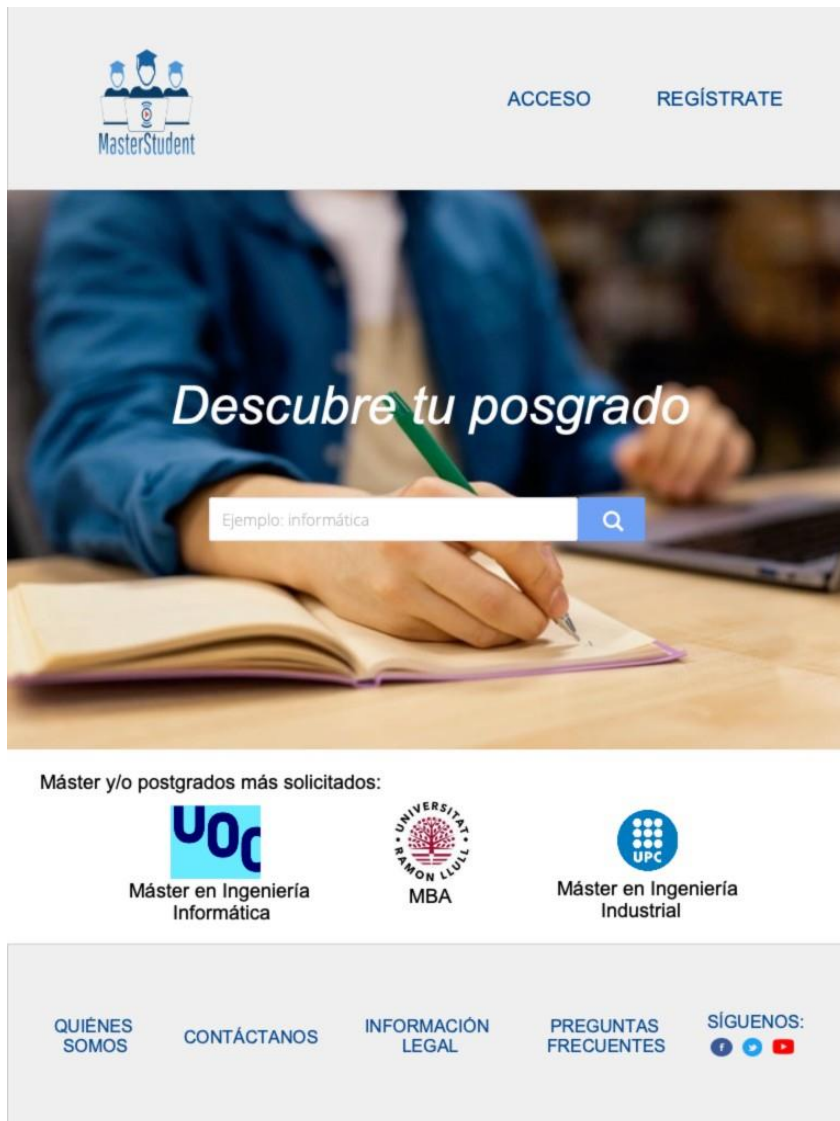 MasterStudent
ACCESO
REGÍSTRATE
Descubre tu posgrado
Ejemplo: informática
Máster y/o postgrados más solicitados:
UOC
Máster en Ingeniería
Informática
UNIVERSITAT RAMON LLULL
MBA
UPC
Máster en Ingeniería
Industrial
QUIÉNES
SOMOS
CONTÁCTANOS
INFORMACIÓN
LEGAL
PREGUNTAS
FRECUENTES
SÍGUENOS: